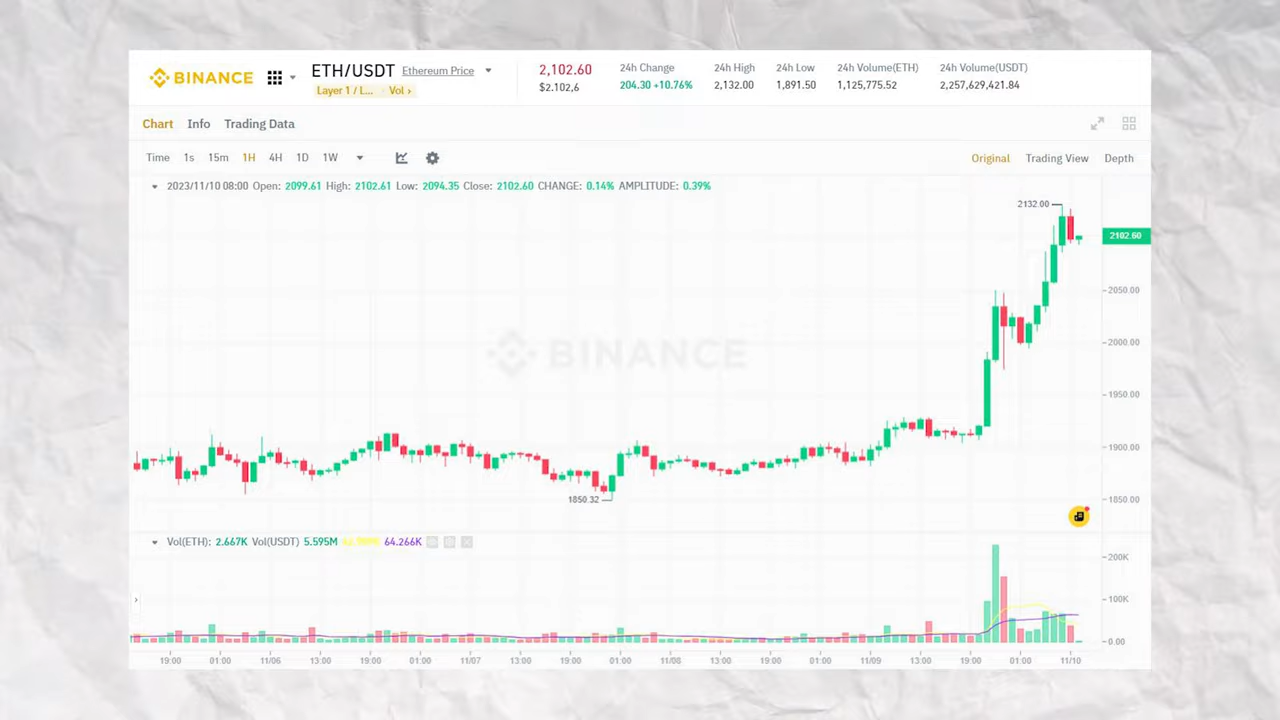 BINANCE
ETH/USDT Ethereum Price
Layer 1 / L... Vol ›
2,102.60
$2.102,6
24h Change
204.30 +10.76%
24h High
2,132.00
24h Low
1,891.50
24h Volume(ETH)
1,125,775.52
24h Volume(USDT)
2,257,629,421.84
Chart Info Trading Data
Time 1s 15m 1H 4H 1D 1W
Original Trading View Depth
2023/11/10 08:00 Open: 2099.61 High: 2102.61 Low: 2094.35 Close: 2102.60 CHANGE: 0.14% AMPLITUDE: 0.39%
2132.00
2102.60
2050.00
2000.00
BINANCE
1950.00
1900.00
1850.00
1850.32
Vol(ETH): 2.667K Vol(USDT) 5.595M 64.266K
200K
100K
0.00
19:00 01:00 11/06 13:00 19:00 01:00 11/07 13:00 19:00 01:00 11/08 13:00 19:00 01:00 11/09 13:00 19:00 01:00 11/10